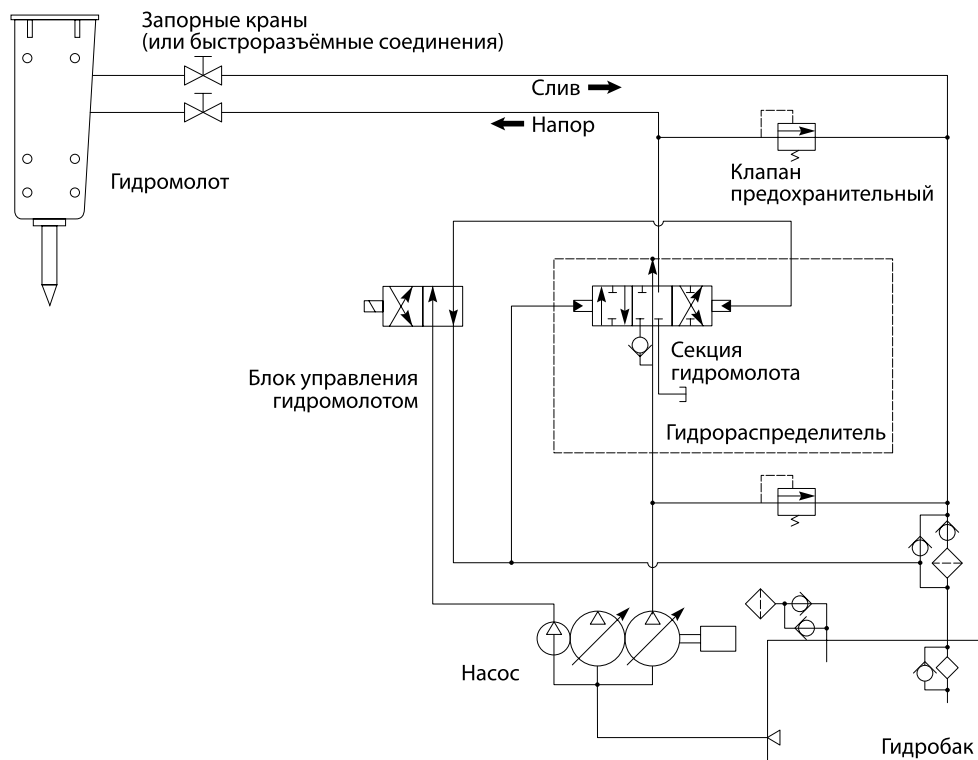 Запорные краны
(или быстроразъёмные соединения)
Слив
Напор
Клапан
предохранительный
Гидромолот
Секция
гидромолота
Блок управления
гидромолотом
Гидрораспределитель
Насос
Гидробак